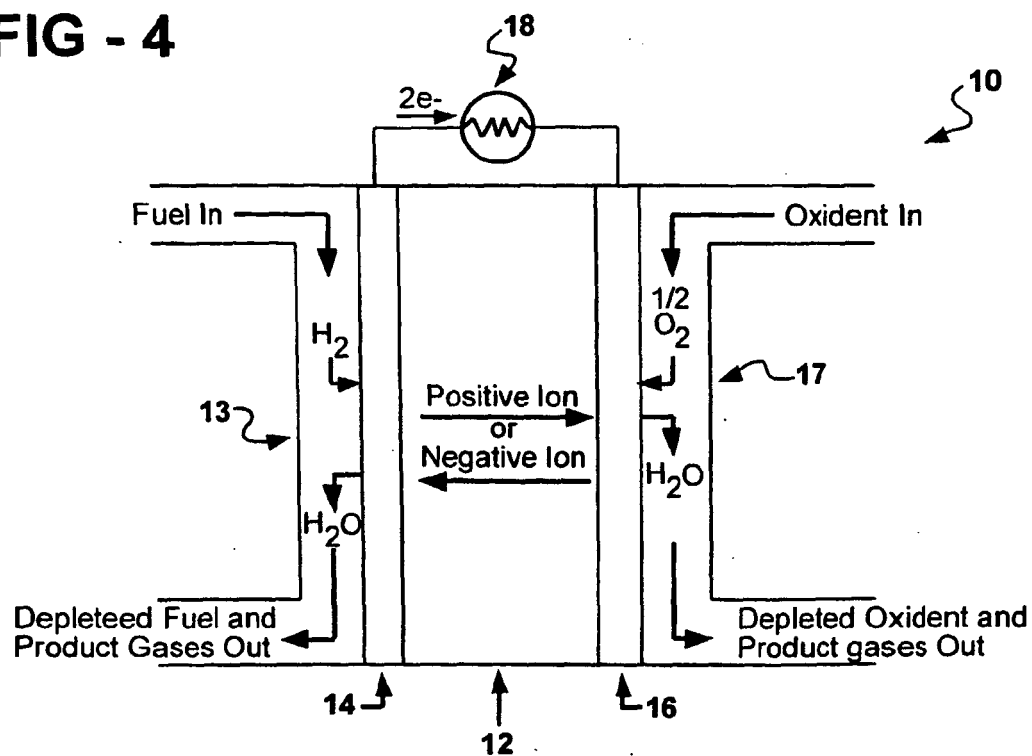 FIG - 4
18
10
2e-
Fuel In
Oxident In
1/2
O2
H2
17
Positive Ion
or
Negative Ion
13
H2O
H2O
Depleteed Fuel and
Product Gases Out
Depleted Oxident and
Product gases Out
14
16
12